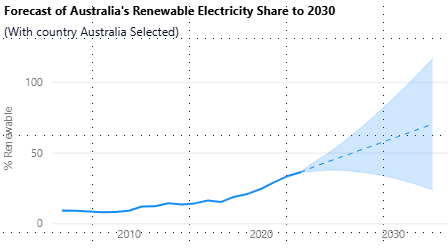 Forecast of Australia's Renewable Electricity Share to 2030
(With country Australia Selected)
100
% Renewable
50
0
2010
2020
2030